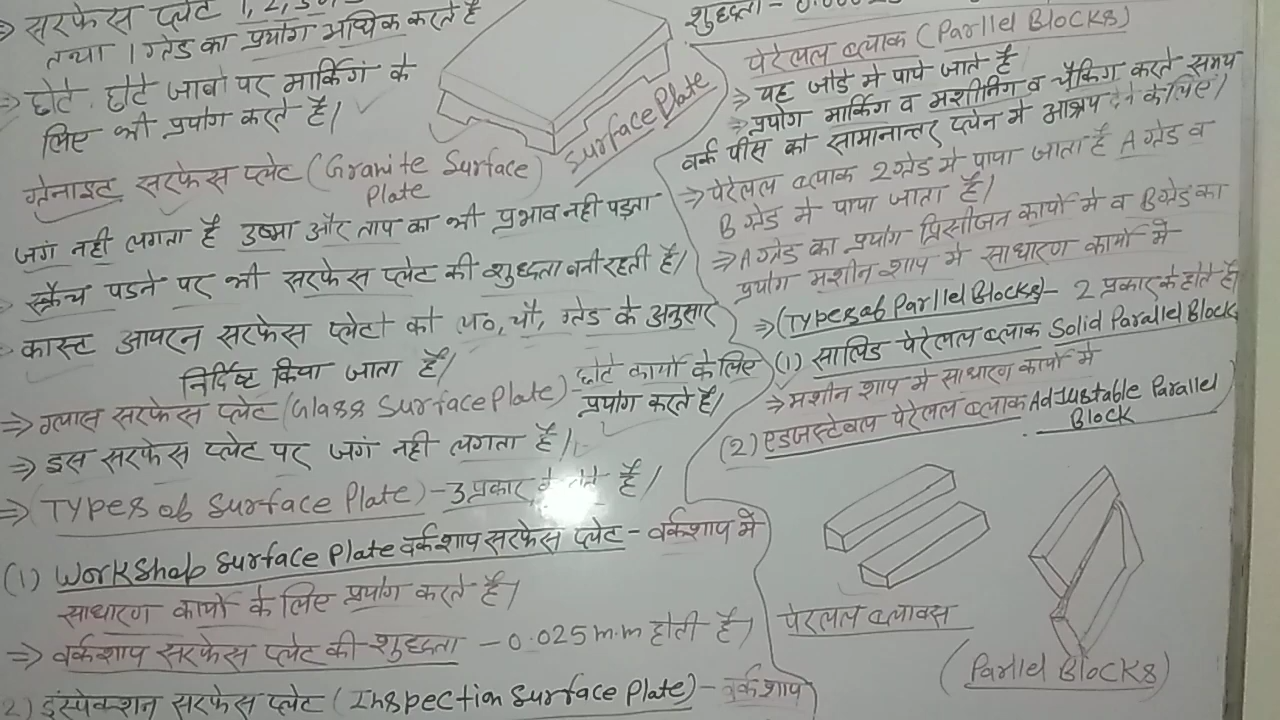 ⇒ सरफेस प्लेट 1, 2, 3
तथा 1 ग्रेड का प्रयोग अधिक करते है
⇒ छोटे छोटे जाबो पर मार्किगं के
लिए भी प्रयोग करते है।
Surface Plate
ग्रेनाइट सरफेस प्लेट (Granite Surface Plate)
जगं नही लगता है उष्मा और ताप का भी प्रभाव नही पड़ता
स्क्रैच पडने पर भी सरफेस प्लेट की शुद्धता बनी रहती है।
कास्ट आयरन सरफेस प्लेटो को ल०, चौ, ग्रेड के अनुसार
निर्दिष्ट किया जाता है।
⇒ ग्लास सरफेस प्लेट (Glass Surface Plate) छोटे कार्यो के लिए
प्रयोग करते है।
⇒ इस सरफेस प्लेट पर जगं नही लगता है।
⇒ (Types of Surface Plate) - 3 प्रकार है।
(1) WorkShop Surface Plate वर्कशाप सरफेस प्लेट - वर्कशाप में
साधारण कार्यो के लिए प्रयोग करते है।
⇒ वर्कशाप सरफेस प्लेट की शुद्धता - 0.025 m.m होती है।
2) इंस्पेक्शन सरफेस प्लेट (Inspection Surface Plate) - वर्कशाप
शुद्धता -
पेरेलल ब्लाक (Parllel Blocks)
⇒ यह जोडे मे पाये जाते है
⇒ प्रयोग मार्किगं व मशीनिंग व चैकिंग करते समय
वर्क पीस को सामानान्तर प्लेन मे आश्रय देने के लिए।
⇒ पेरेलल ब्लाक 2 ग्रेड मे पाया जाता है A ग्रेड व
B ग्रेड मे पाया जाता है।
⇒ A ग्रेड का प्रयोग प्रिसीजन कार्यो मे व B ग्रेड का
प्रयोग मशीन शाप मे साधारण कार्यो मे
⇒ (Types of Parllel Blocks) - 2 प्रकार के होते है
(1) सालिड पेरेलल ब्लाक Solid Parallel Block
⇒ मशीन शाप मे साधारण कार्यो मे
(2) एडजस्टेबल पेरेलल ब्लाक Adjustable Parallel
Block
पेरेलल ब्लाक्स
(Parllel Blocks)